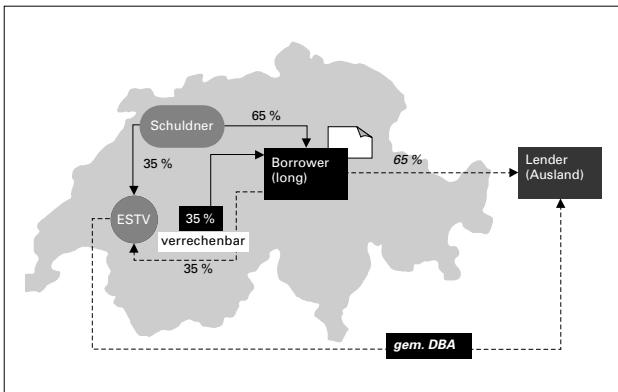 Schuldner
65 %
35 %
Borrower
(long)
65 %
Lender
(Ausland)
ESTV
35 %
verrechenbar
35 %
gem. DBA